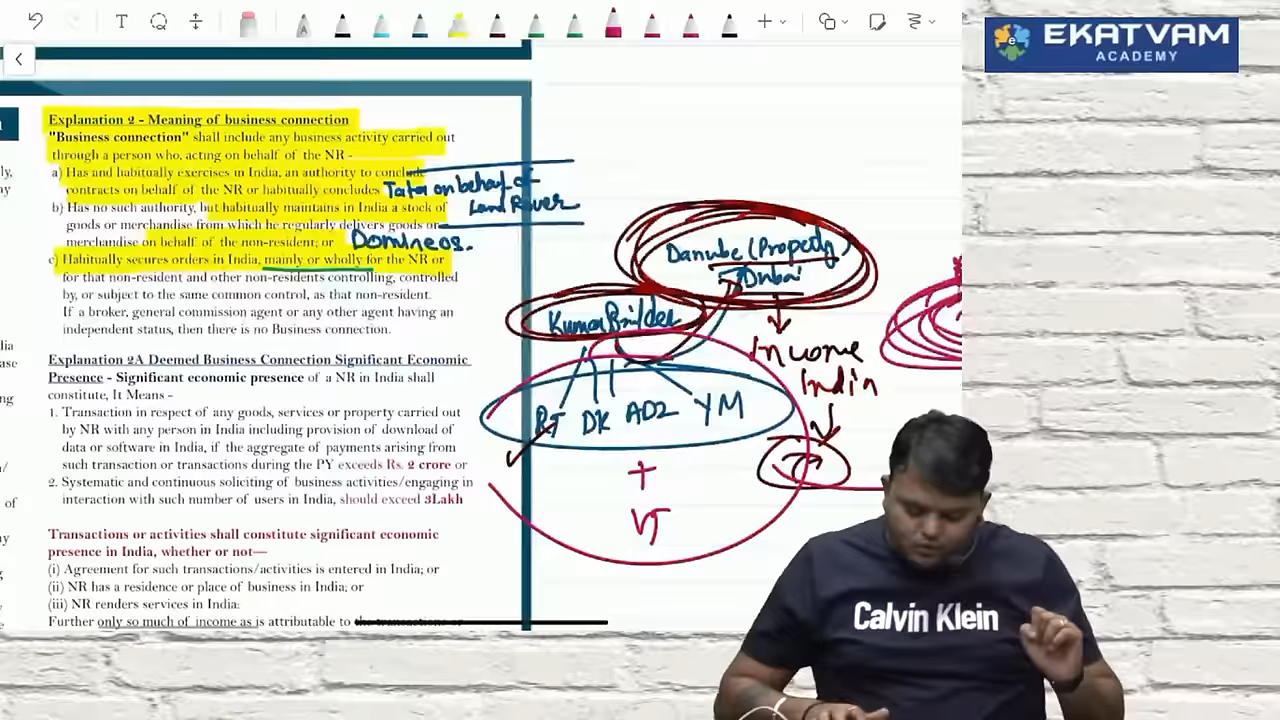 EKATVAM
ACADEMY
Explanation 2 - Meaning of business connection
"Business connection" shall include any business activity carried out
through a person who, acting on behalf of the NR -
a) Has and habitually exercises in India, an authority to conclude
contracts on behalf of the NR or habitually concludes
Tata on behalf of
Land Rover
b) Has no such authority, but habitually maintains in India a stock of
goods or merchandise from which he regularly delivers goods or
merchandise on behalf of the non-resident; or
Domineos.
c) Habitually secures orders in India, mainly or wholly for the NR or
for that non-resident and other non-residents controlling, controlled
by, or subject to the same common control, as that non-resident.
If a broker, general commission agent or any other agent having an
independent status, then there is no Business connection.
Danube (Property)
Dubai
Kumar Builder
Income
India
RJ DK AD2 YM
+
VJ
Explanation 2A Deemed Business Connection Significant Economic
Presence - Significant economic presence of a NR in India shall
constitute, It Means -
1. Transaction in respect of any goods, services or property carried out
by NR with any person in India including provision of download of
data or software in India, if the aggregate of payments arising from
such transaction or transactions during the PY exceeds Rs. 2 crore or
2. Systematic and continuous soliciting of business activities/engaging in
interaction with such number of users in India, should exceed 3Lakh
Transactions or activities shall constitute significant economic
presence in India, whether or not—
(i) Agreement for such transactions/activities is entered in India; or
(ii) NR has a residence or place of business in India; or
(iii) NR renders services in India:
Further only so much of income as is attributable to the transactions or
Calvin Klein